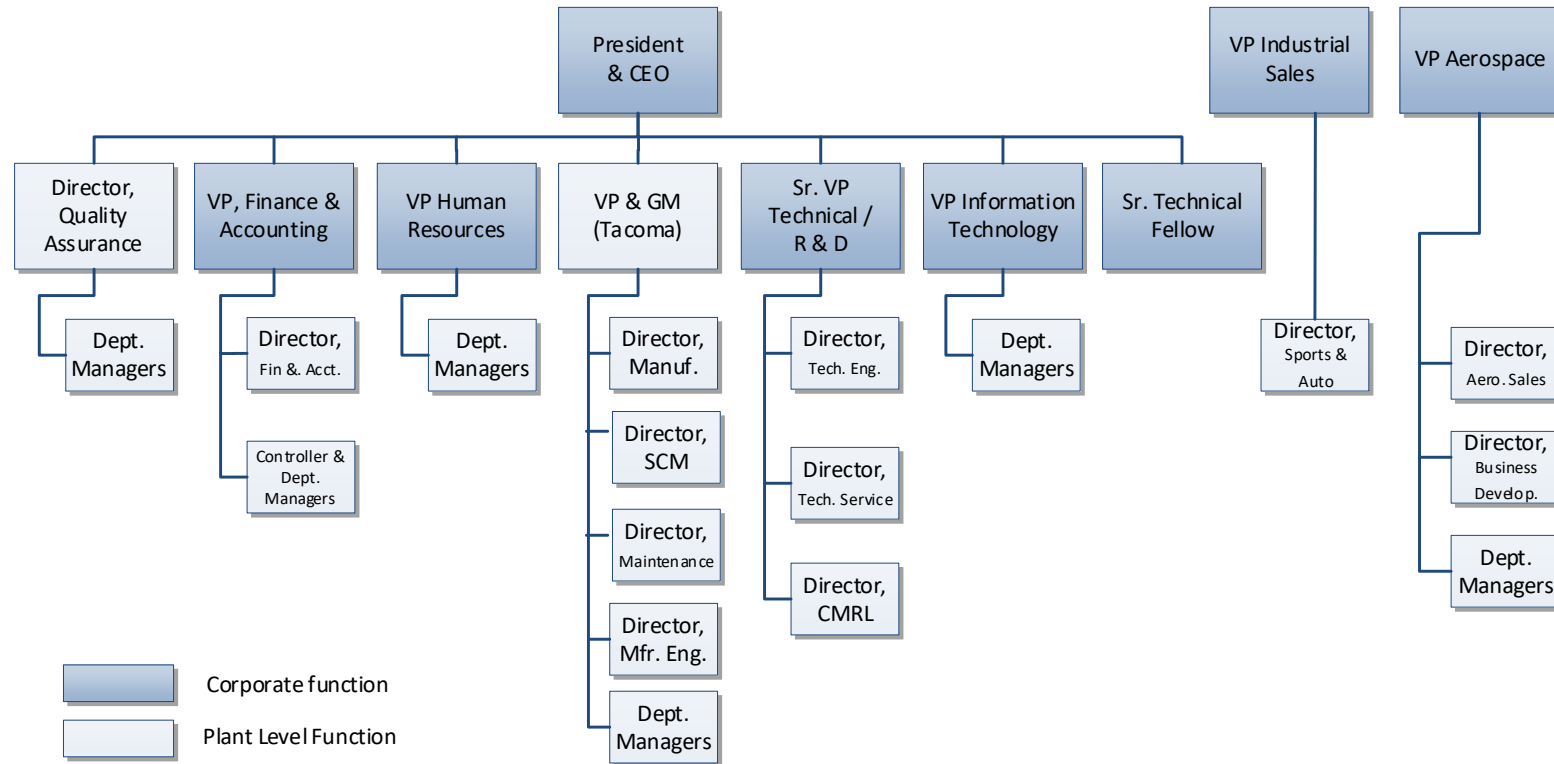 President
& CEO
VP Industrial
Sales
VP Aerospace
Director,
Quality
Assurance
VP, Finance &
Accounting
VP Human
Resources
VP & GM
(Tacoma)
Sr. VP
Technical /
R & D
VP Information
Technology
Sr. Technical
Fellow
Dept.
Managers
Director,
Fin &. Acct.
Dept.
Managers
Director,
Manuf.
Director,
Tech. Eng.
Dept.
Managers
Director,
Sports &
Auto
Director,
Aero. Sales
Controller &
Dept.
Managers
Director,
SCM
Director,
Tech. Service
Director,
Business
Develop.
Director,
Maintenance
Director,
CMRL
Dept.
Managers
Director,
Mfr. Eng.
Dept.
Managers
Corporate function
Plant Level Function